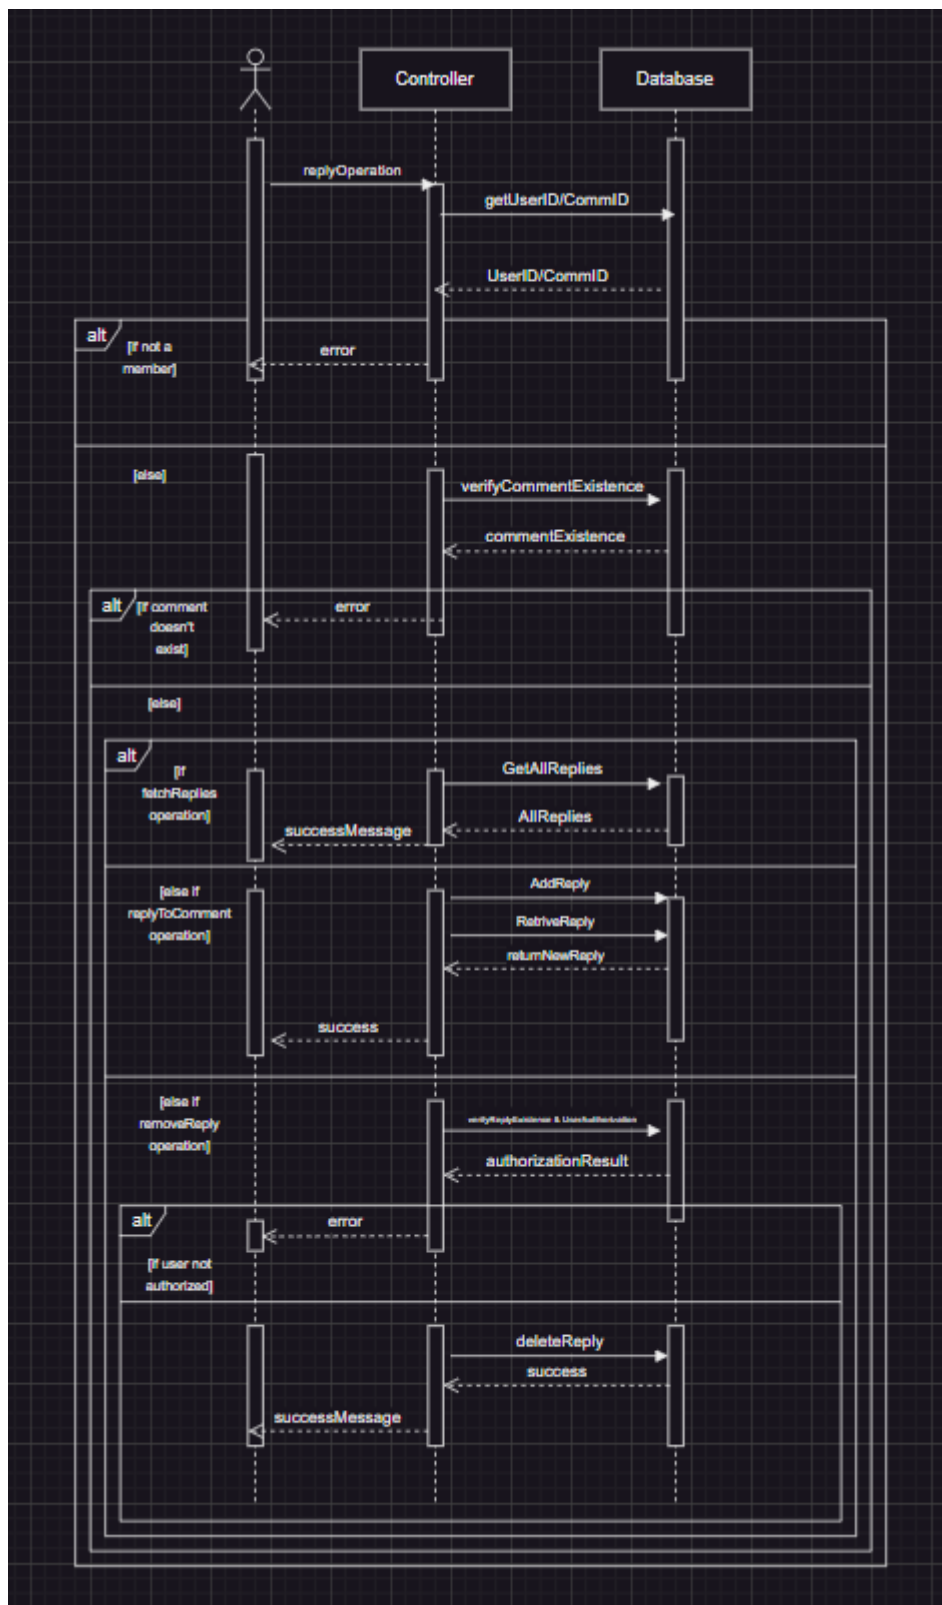 Controller
Database
replyOperation
getUserID/CommID
UserID/CommID
alt
[If not a
member]
error
[else]
verifyCommentExistence
commentExistence
alt
[If comment
doesn't
exist]
error
[else]
alt
[If
fetchReplies
operation]
GetAllReplies
AllReplies
successMessage
[else if
replyToComment
operation]
AddReply
RetriveReply
returnNewReply
success
[else if
removeReply
operation]
verifyReplyExistence & UserAuthorization
authorizationResult
alt
error
[If user not
authorized]
deleteReply
success
successMessage